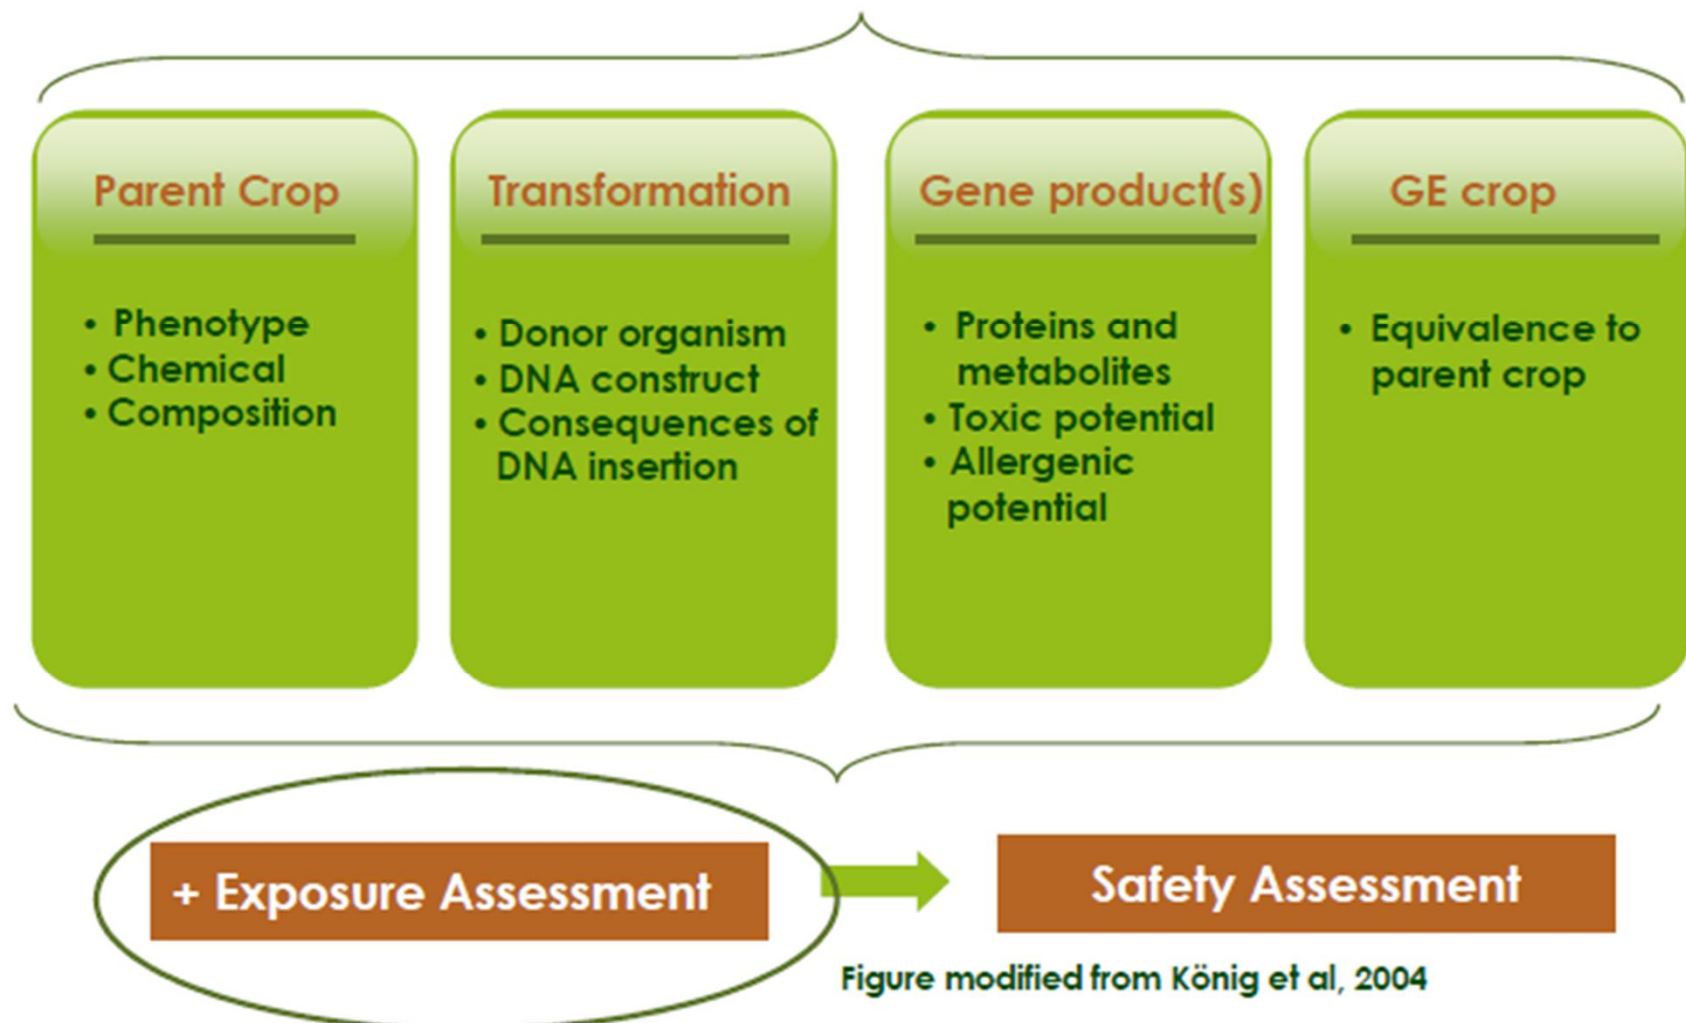 Parent Crop
• Phenotype
• Chemical
• Composition
Transformation
• Donor organism
• DNA construct
• Consequences of
DNA insertion
Gene product(s)
• Proteins and
metabolites
• Toxic potential
• Allergenic
potential
GE crop
• Equivalence to
parent crop
+ Exposure Assessment
Safety Assessment
Figure modified from König et al, 2004